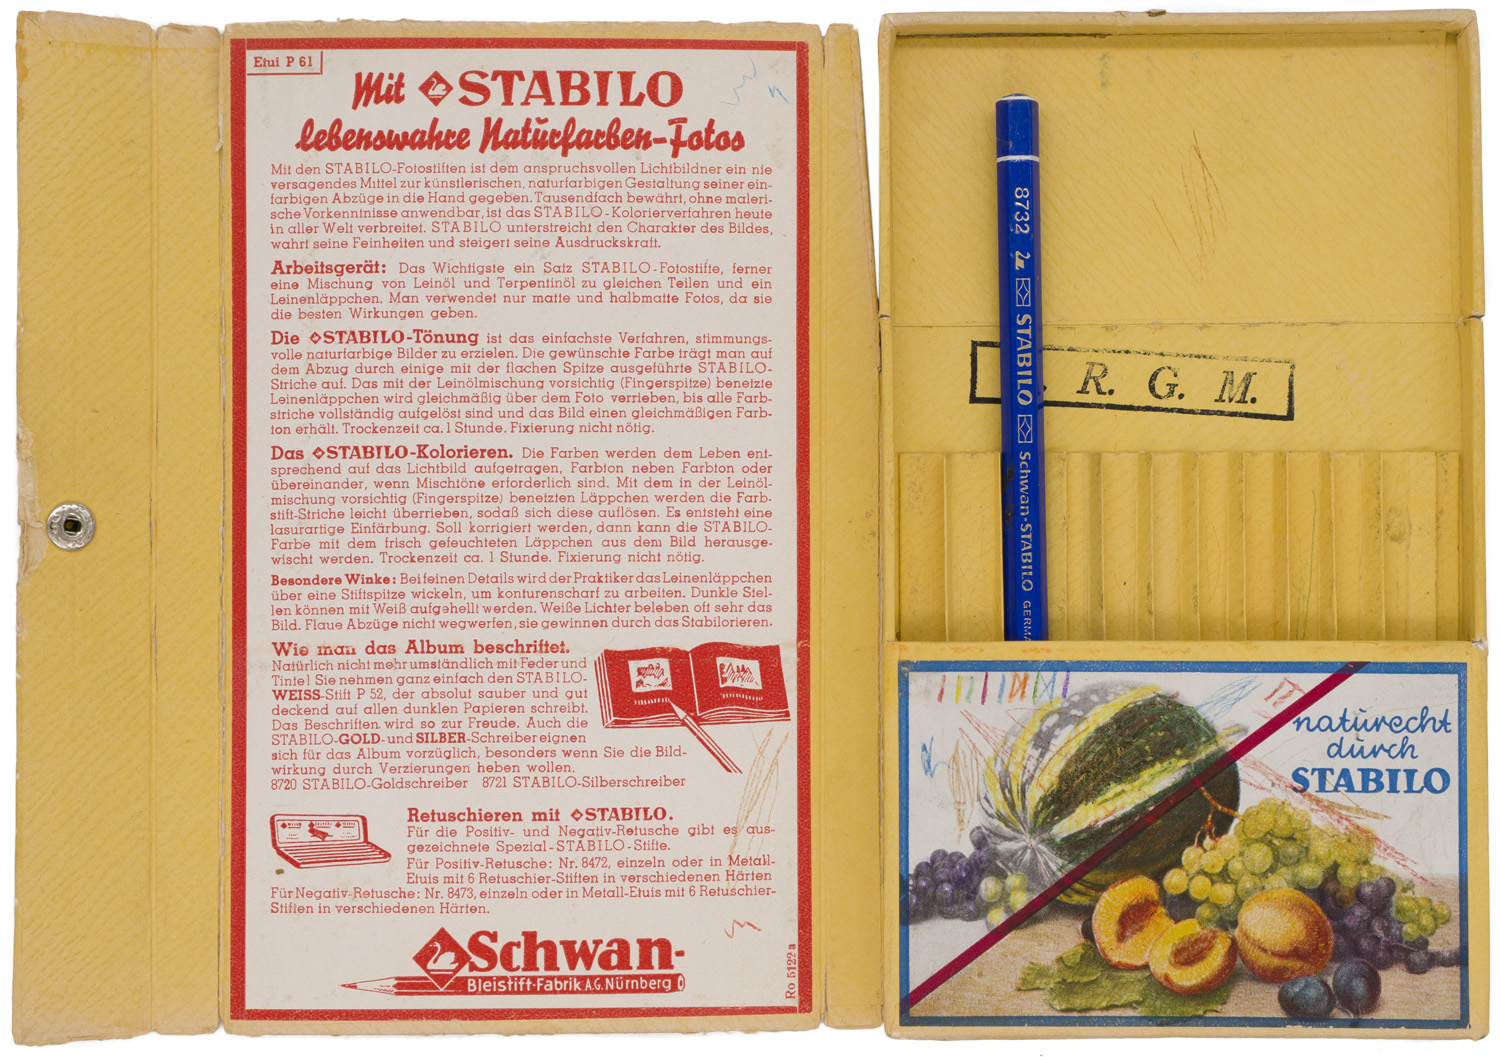 Etui P 61
Mit STABILO
lebenswahre Naturfarben-Fotos
Mit den STABILO-Fotostiften ist dem anspruchsvollen Lichtbildner ein nie
versagendes Mittel zur künstlerischen, naturfarbigen Gestaltung seiner ein-
farbigen Abzüge in die Hand gegeben. Tausendfach bewährt, ohne maleri-
sche Vorkenntnisse anwendbar, ist das STABILO-Kolorierverfahren heute
in aller Welt verbreitet. STABILO unterstreicht den Charakter des Bildes,
wahrt seine Feinheiten und steigert seine Ausdruckskraft.
Arbeitsgerät: Das Wichtigste ein Satz STABILO-Fotostifte, ferner
eine Mischung von Leinöl und Terpentinöl zu gleichen Teilen und ein
Leinenläppchen. Man verwendet nur matte und halbmatte Fotos, da sie
die besten Wirkungen geben.
Die STABILO-Tönung ist das einfachste Verfahren, stimmungs-
volle naturfarbige Bilder zu erzielen. Die gewünschte Farbe trägt man auf
dem Abzug durch einige mit der flachen Spitze ausgeführte STABILO-
Striche auf. Das mit der Leinölmischung vorsichtig (Fingerspitze) benetzte
Leinenläppchen wird gleichmäßig über dem Foto verrieben, bis alle Farb-
striche vollständig aufgelöst sind und das Bild einen gleichmäßigen Farb-
ton erhält. Trockenzeit ca. 1 Stunde. Fixierung nicht nötig.
Das STABILO-Kolorieren. Die Farben werden dem Leben ent-
sprechend auf das Lichtbild aufgetragen, Farbton neben Farbton oder
übereinander, wenn Mischtöne erforderlich sind. Mit dem in der Leinöl-
mischung vorsichtig (Fingerspitze) benetzten Läppchen werden die Farb-
stift-Striche leicht überrieben, sodaß sich diese auflösen. Es entsteht eine
lasurartige Einfärbung. Soll korrigiert werden, dann kann die STABILO-
Farbe mit dem frisch gefeuchteten Läppchen aus dem Bild herausge-
wischt werden. Trockenzeit ca. 1 Stunde. Fixierung nicht nötig.
Besondere Winke: Bei feinen Details wird der Praktiker das Leinenläppchen
über eine Stiftspitze wickeln, um konturenscharf zu arbeiten. Dunkle Stel-
len können mit Weiß aufgehellt werden. Weiße Lichter beleben oft sehr das
Bild. Flaue Abzüge nicht wegwerfen, sie gewinnen durch das Stabilorieren.
Wie man das Album beschriftet.
Natürlich nicht mehr umständlich mit Feder und
Tinte! Sie nehmen ganz einfach den STABILO-
WEISS-Stift P 52, der absolut sauber und gut
deckend auf allen dunklen Papieren schreibt.
Das Beschriften wird so zur Freude. Auch die
STABILO-GOLD-und SILBER-Schreiber eignen
sich für das Album vorzüglich, besonders wenn Sie die Bild-
wirkung durch Verzierungen heben wollen.
8720 STABILO-Goldschreiber 8721 STABILO-Silberschreiber
Retuschieren mit STABILO.
Für die Positiv- und Negativ-Retusche gibt es aus-
gezeichnete Spezial-STABILO-Stifte.
Für Positiv-Retusche: Nr. 8472, einzeln oder in Metall-
Etuis mit 6 Retuschier-Stiften in verschiedenen Härten
Für Negativ-Retusche: Nr. 8473, einzeln oder in Metall-Etuis mit 6 Retuschier-
Stiften in verschiedenen Härten.
Schwan-
Bleistift-Fabrik A.G. Nürnberg
Ro 5122 a
8732 STABILO Schwan-STABILO GERMA
R. G. M.
naturecht
durch
STABILO